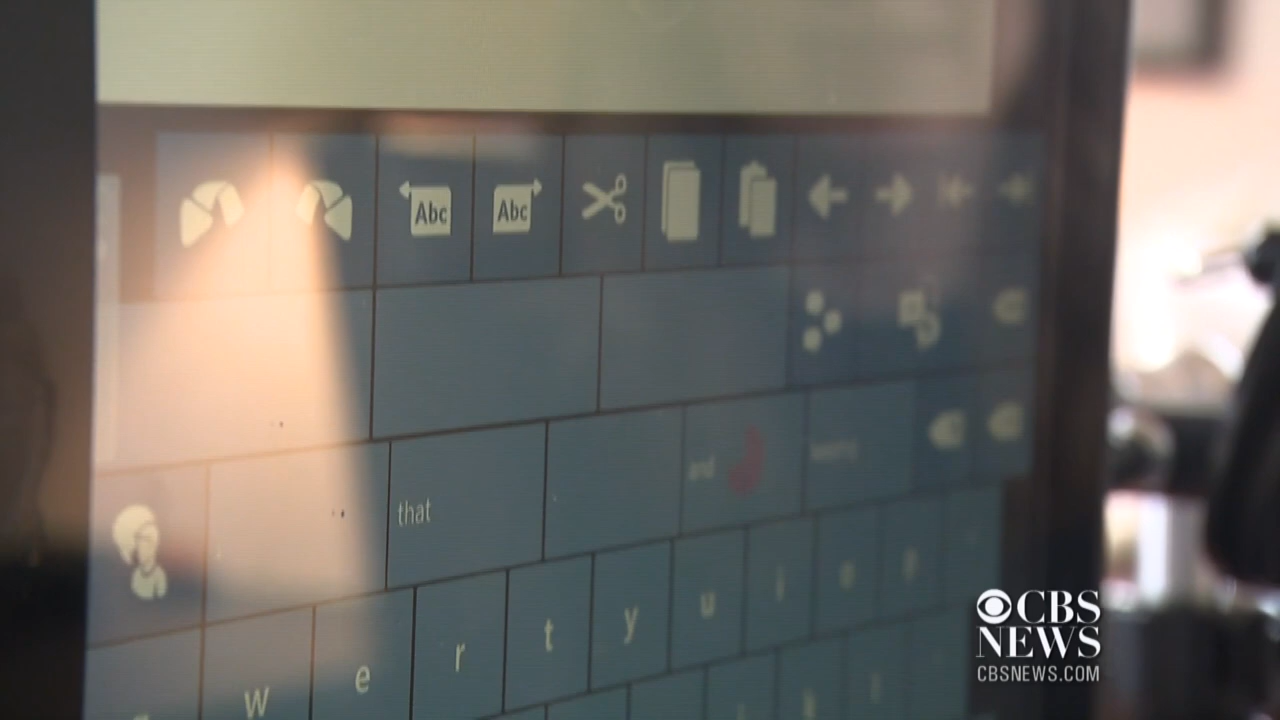 Abc Abc
and
that
w e r t y u i o p
CBS
NEWS
CBSNEWS.COM